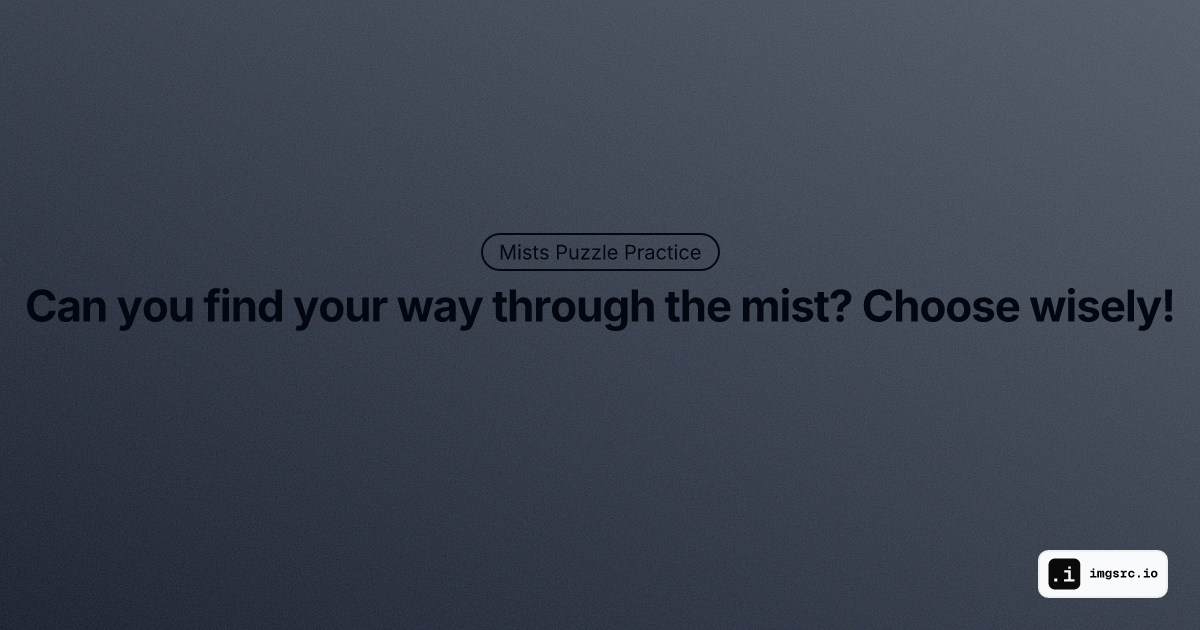 Mists Puzzle Practice
Can you find your way through the mist? Choose wisely!
.i imgsrc.io